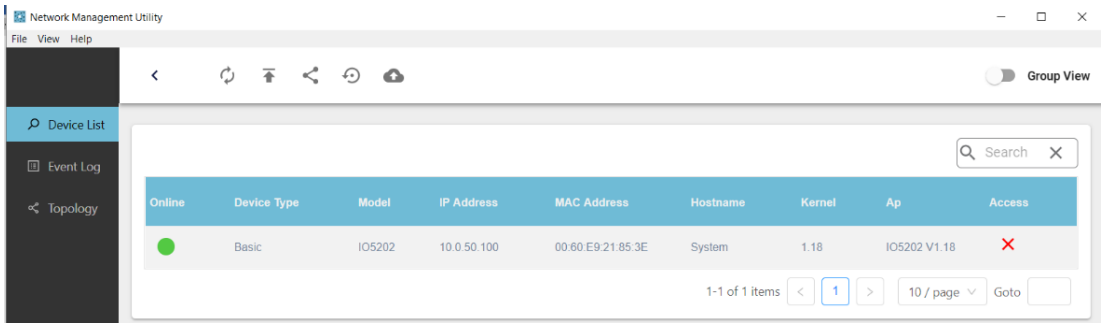 Network Management Utility
File View Help
Group View
Device List
Event Log
Topology
Search
Online Device Type Model IP Address MAC Address Hostname Kernel Ap Access
Basic IO5202 10.0.50.100 00:60:E9:21:85:3E System 1.18 IO5202 V1.18
1-1 of 1 items < 1 > 10 / page Goto